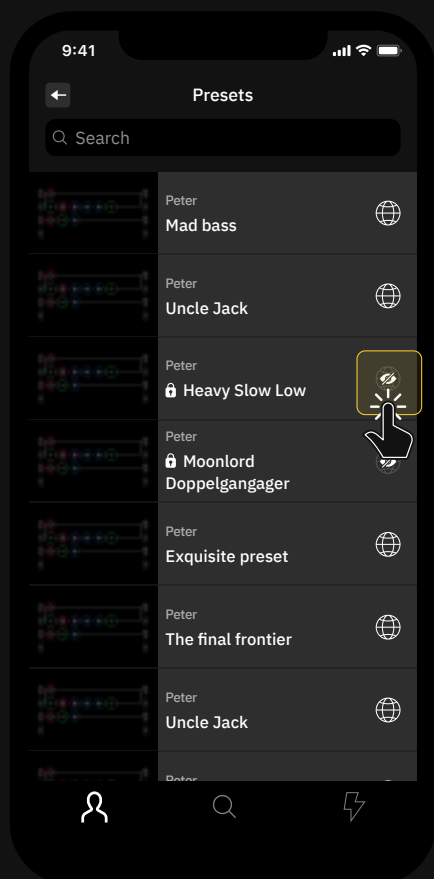 9:41
Presets
Search
Peter
Mad bass
Peter
Uncle Jack
Peter
Heavy Slow Low
Peter
Moonlord
Doppelgangager
Peter
Exquisite preset
Peter
The final frontier
Peter
Uncle Jack
Peter